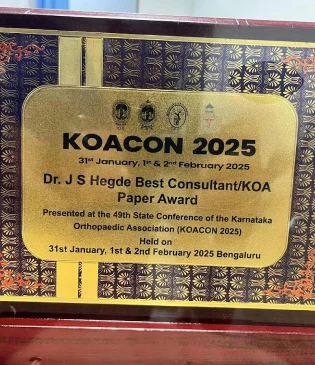 KOACON 2025
31st January, 1st & 2nd February 2025
Dr. J S Hegde Best Consultant/KOA
Paper Award
Presented at the 49th State Conference of the Karnataka
Orthopaedic Association (KOACON 2025)
Held on
31st January, 1st & 2nd February 2025 Bengaluru